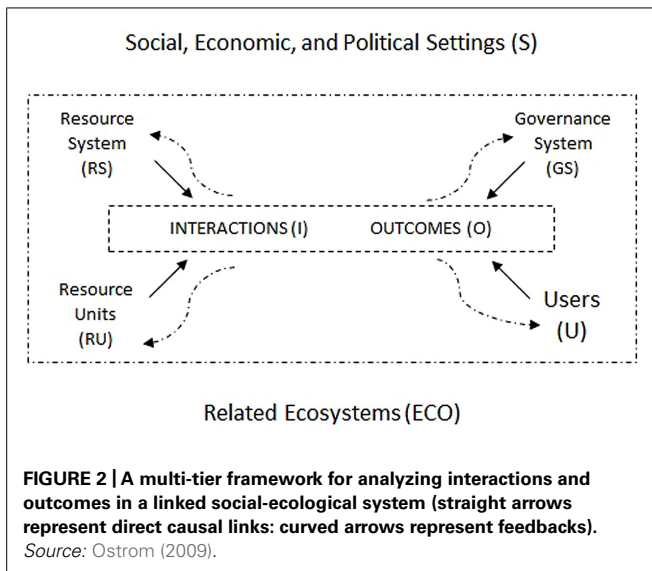 Social, Economic, and Political Settings (S)
Resource
System
(RS)
Governance
System
(GS)
INTERACTIONS (I) OUTCOMES (O)
Resource
Units
(RU)
Users
(U)
Related Ecosystems (ECO)
FIGURE 2 | A multi-tier framework for analyzing interactions and
outcomes in a linked social-ecological system (straight arrows
represent direct causal links: curved arrows represent feedbacks).
Source: Ostrom (2009).